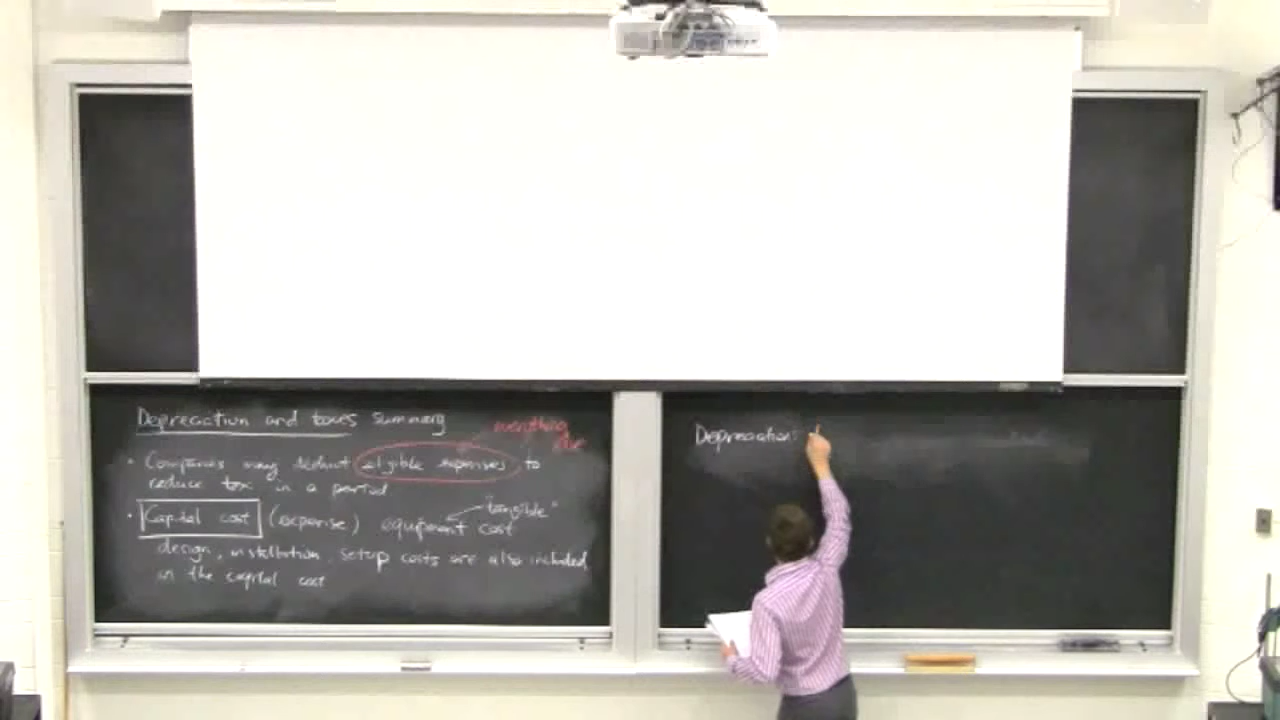 Depreciation and taxes summary
everything
else
• Companies may deduct eligible expenses to
reduce tax in a period
"tangible"
• Capital cost (expense) equipment cost
design, installation, setup costs are also included
in the capital cost
Depreciation: